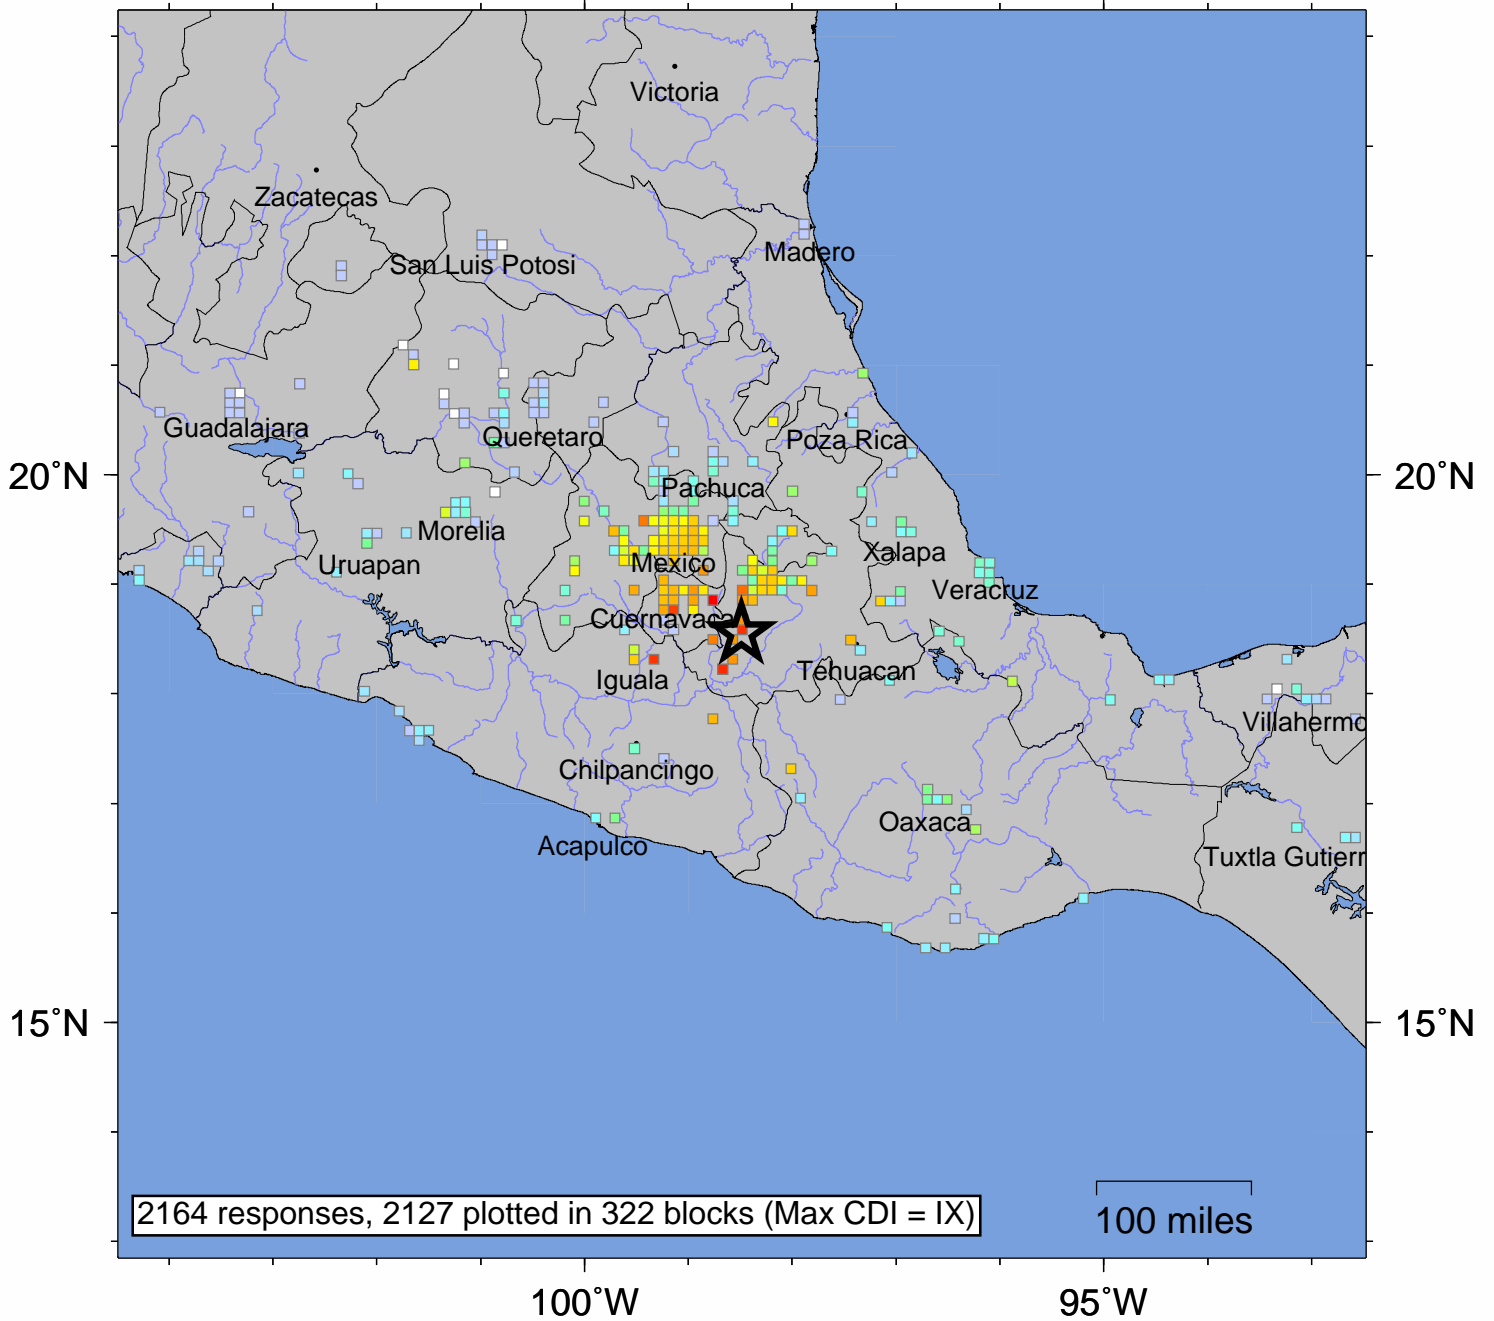 Victoria
Zacatecas
Madero
San Luis Potosi
Guadalajara
Queretaro
Poza Rica
20˚N
20˚N
Pachuca
Morelia
Xalapa
Mexico
Uruapan
Veracruz
Cuernavaca
Tehuacan
Iguala
Villahermo
Chilpancingo
Oaxaca
Acapulco
Tuxtla Gutierr
15˚N
15˚N
2164 responses, 2127 plotted in 322 blocks (Max CDI = IX)
100 miles
100˚W
95˚W